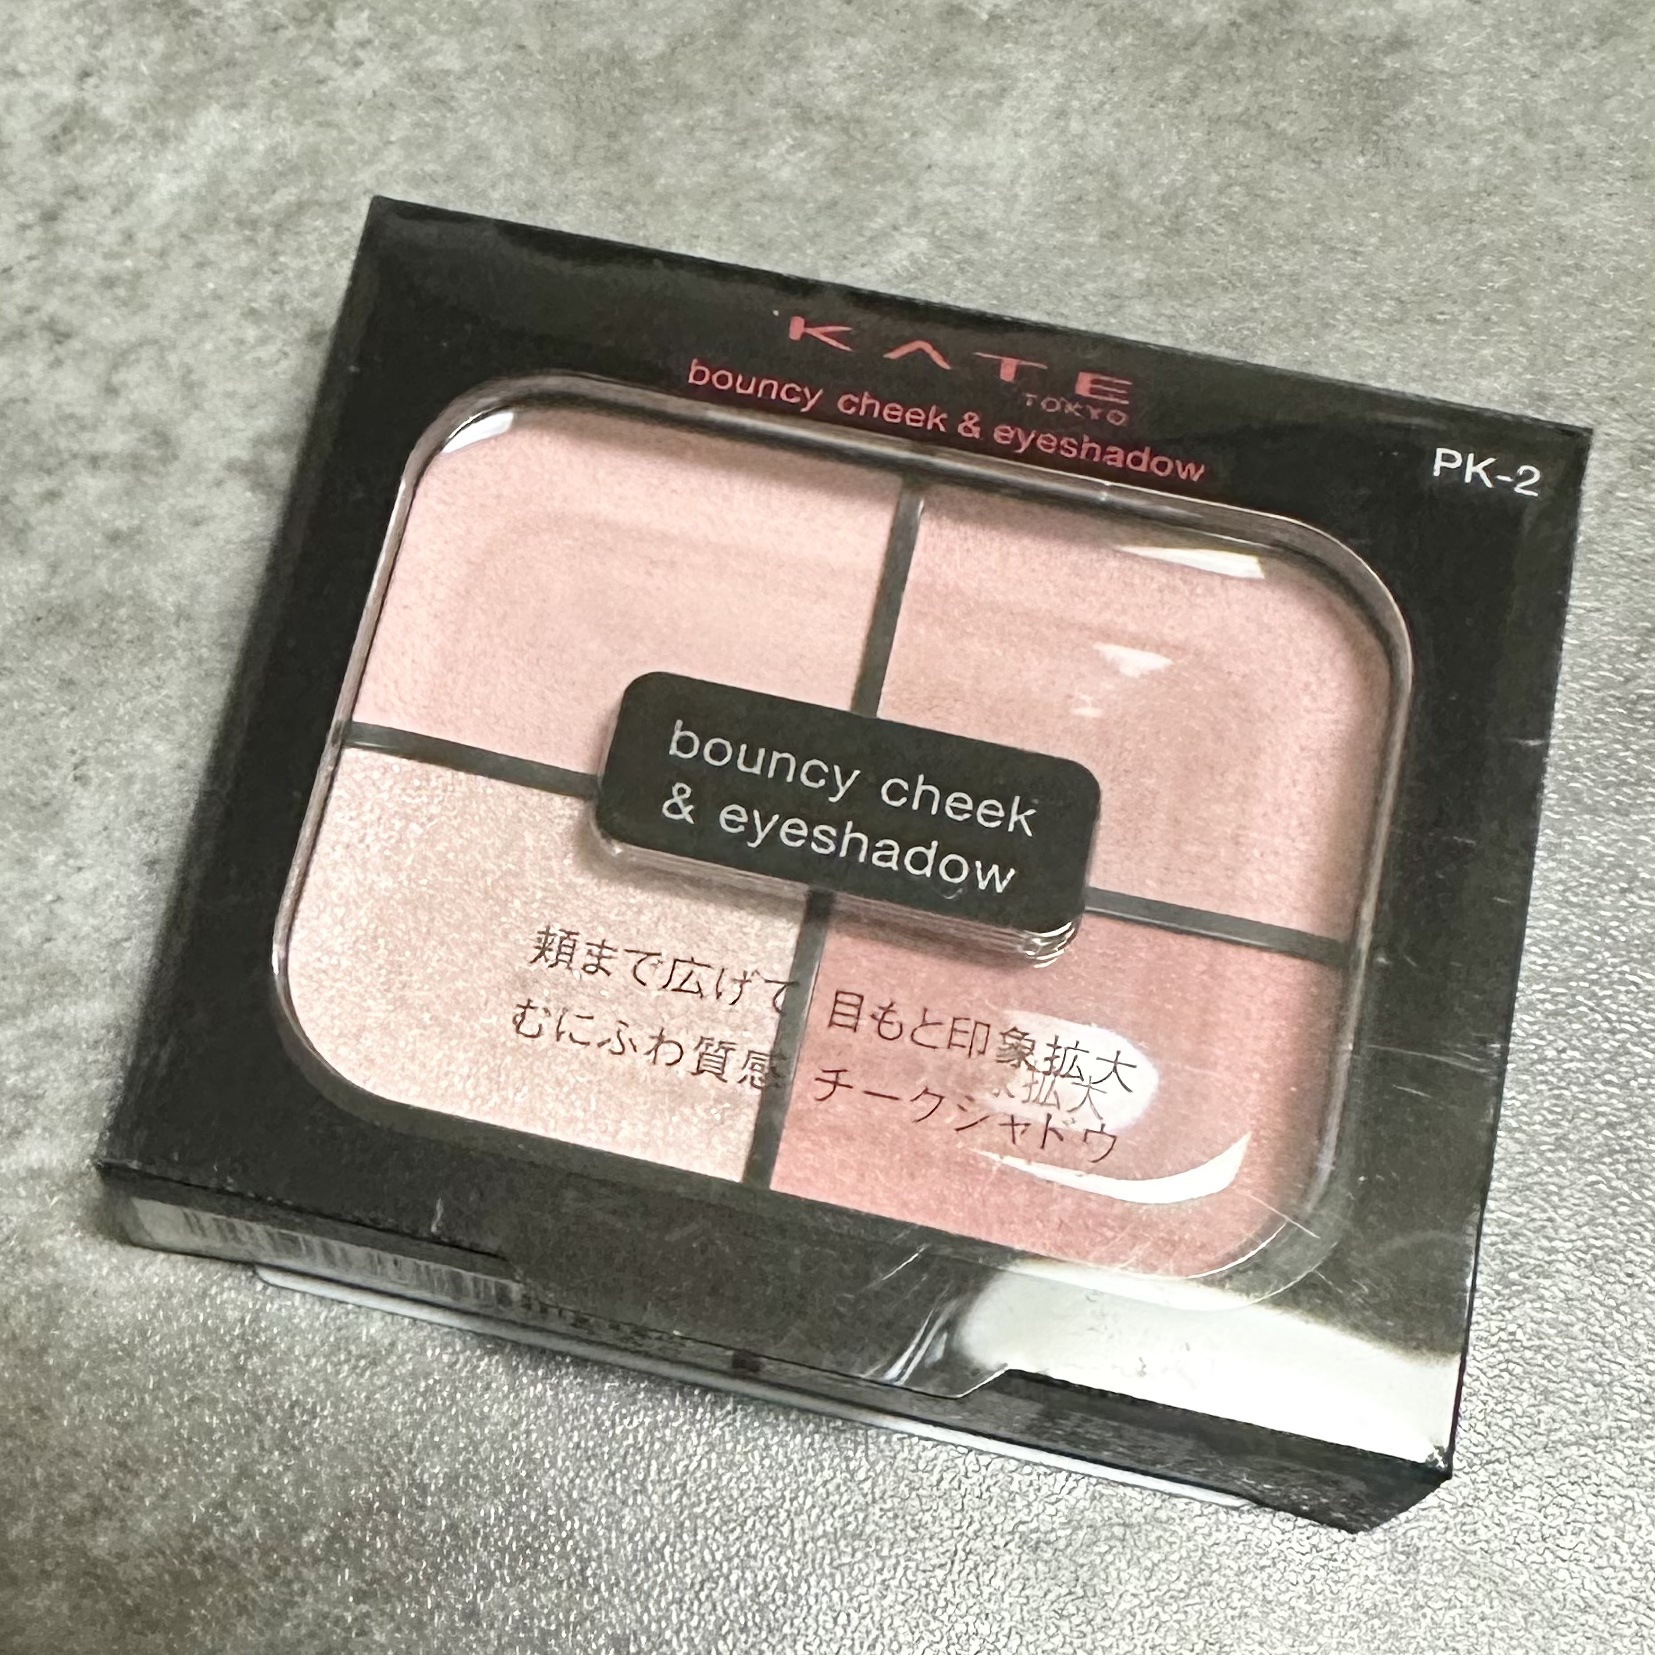 KATE
TOKYO
bouncy cheek & eyeshadow
PK-2
bouncy cheek
& eyeshadow
頬まで広げて 目もと印象拡大
むにふわ質感 チークシャドウ